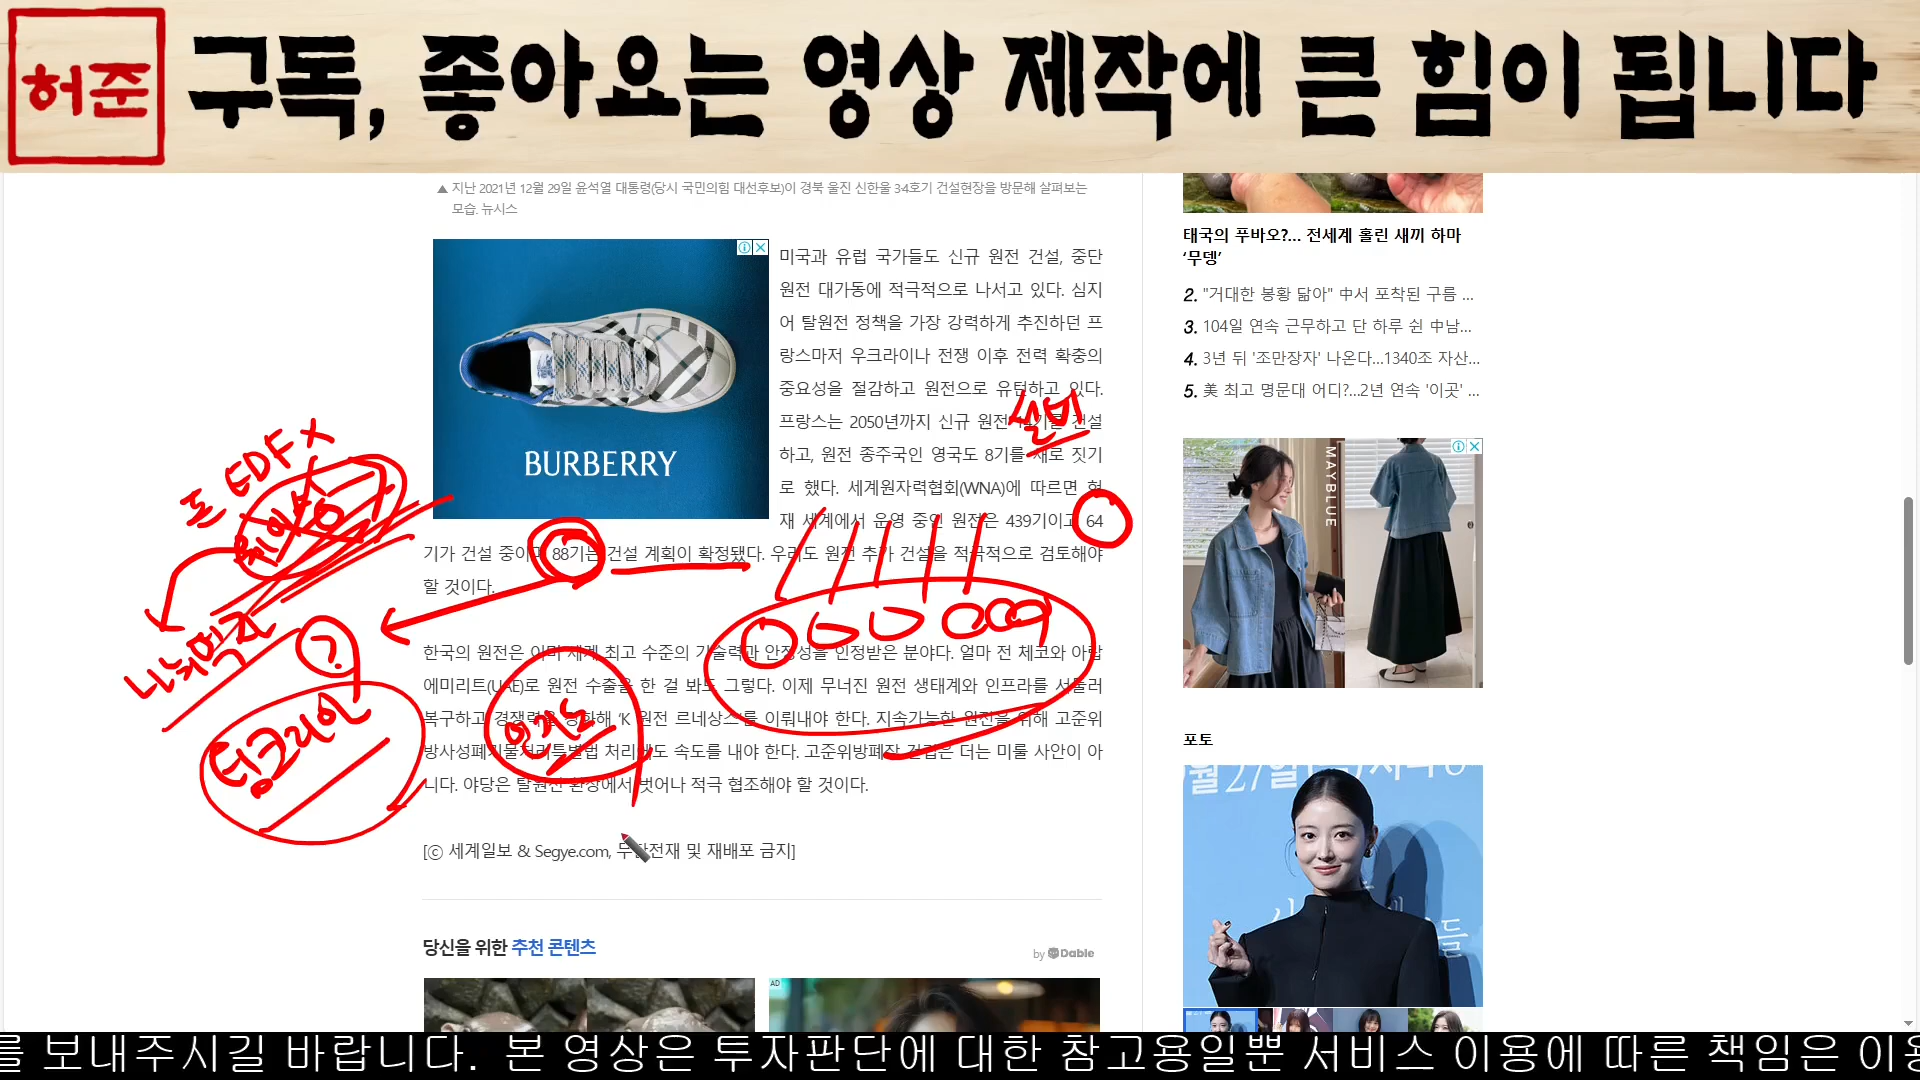 허준
구독, 좋아요는 영상 제작에 큰 힘이 됩니다
▲ 지난 2021년 12월 29일 윤석열 대통령(당시 국민의힘 대선후보)이 경북 울진 신한울 3·4호기 건설현장을 방문해 살펴보는
모습. 뉴시스
BURBERRY
미국과 유럽 국가들도 신규 원전 건설, 중단
원전 대가동에 적극적으로 나서고 있다. 심지
어 탈원전 정책을 가장 강력하게 추진하던 프
랑스마저 우크라이나 전쟁 이후 전력 확충의
중요성을 절감하고 원전으로 유턴하고 있다.
프랑스는 2050년까지 신규 원전 14기를 건설
하고, 원전 종주국인 영국도 8기를 새로 짓기
로 했다. 세계원자력협회(WNA)에 따르면 현
재 세계에서 운영 중인 원전은 439기이고 64
기가 건설 중이며 88기는 건설 계획이 확정됐다. 우리도 원전 추가 건설을 적극적으로 검토해야
할 것이다.
한국의 원전은 이미 세계 최고 수준의 기술력과 안정성을 인정받은 분야다. 얼마 전 체코와 아랍
에미리트(UAE)로 원전 수출을 한 걸 봐도 그렇다. 이제 무너진 원전 생태계와 인프라를 서둘러
복구하고 경쟁력을 강화해 ‘K 원전 르네상스’를 이뤄내야 한다. 지속가능한 원전을 위해 고준위
방사성폐기물처리특별법 처리에도 속도를 내야 한다. 고준위방폐장 건립은 더는 미룰 사안이 아
니다. 야당은 탈원전 환상에서 벗어나 적극 협조해야 할 것이다.
[ⓒ 세계일보 & Segye.com, 무단전재 및 재배포 금지]
설비
프 EDF X
?
당신을 위한 추천 콘텐츠
by Dable
AD
태국의 푸바오?... 전세계 홀린 새끼 하마
‘무뎅’
2. "거대한 봉황 닮아" 中서 포착된 구름 ...
3. 104일 연속 근무하고 단 하루 쉰 中남...
4. 3년 뒤 '조만장자' 나온다...1340조 자산...
5. 美 최고 명문대 어디?...2년 연속 '이곳' ...
MAYBLUE
포토
를 보내주시길 바랍니다. 본 영상은 투자판단에 대한 참고용일뿐 서비스 이용에 따른 책임은 이용